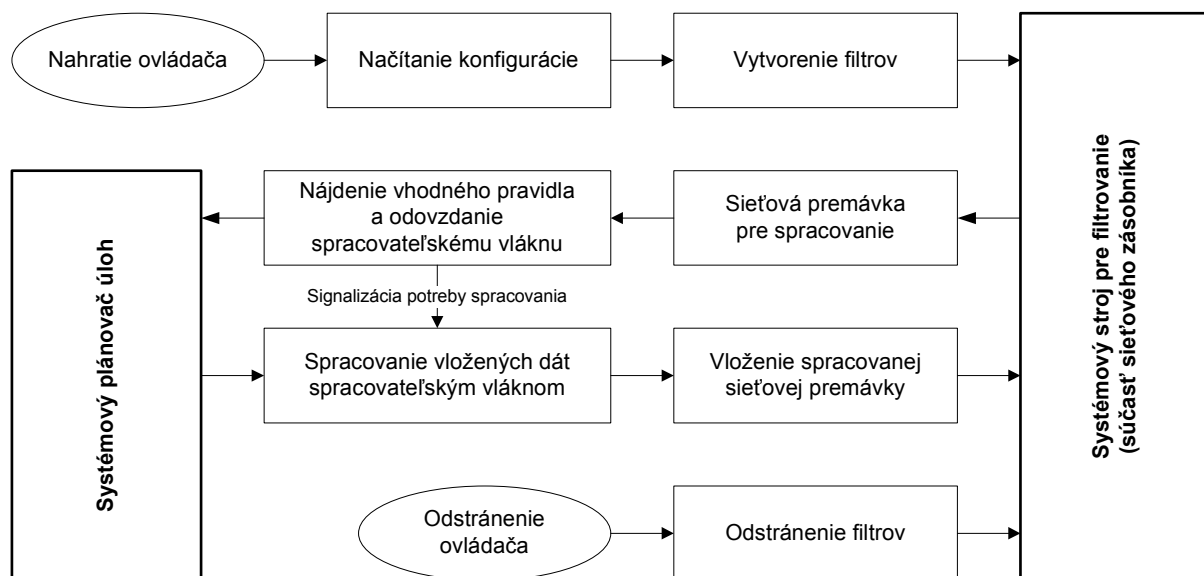 Nahratie ovládača
Načítanie konfigurácie
Vytvorenie filtrov
Systémový stroj pre filtrovanie
(súčasť sieťového zásobníka)
Systémový plánovač úloh
Nájdenie vhodného pravidla
a odovzdanie
spracovateľskému vláknu
Sieťová premávka
pre spracovanie
Signalizácia potreby spracovania
Spracovanie vložených dát
spracovateľským vláknom
Vloženie spracovanej
sieťovej premávky
Odstránenie
ovládača
Odstránenie filtrov